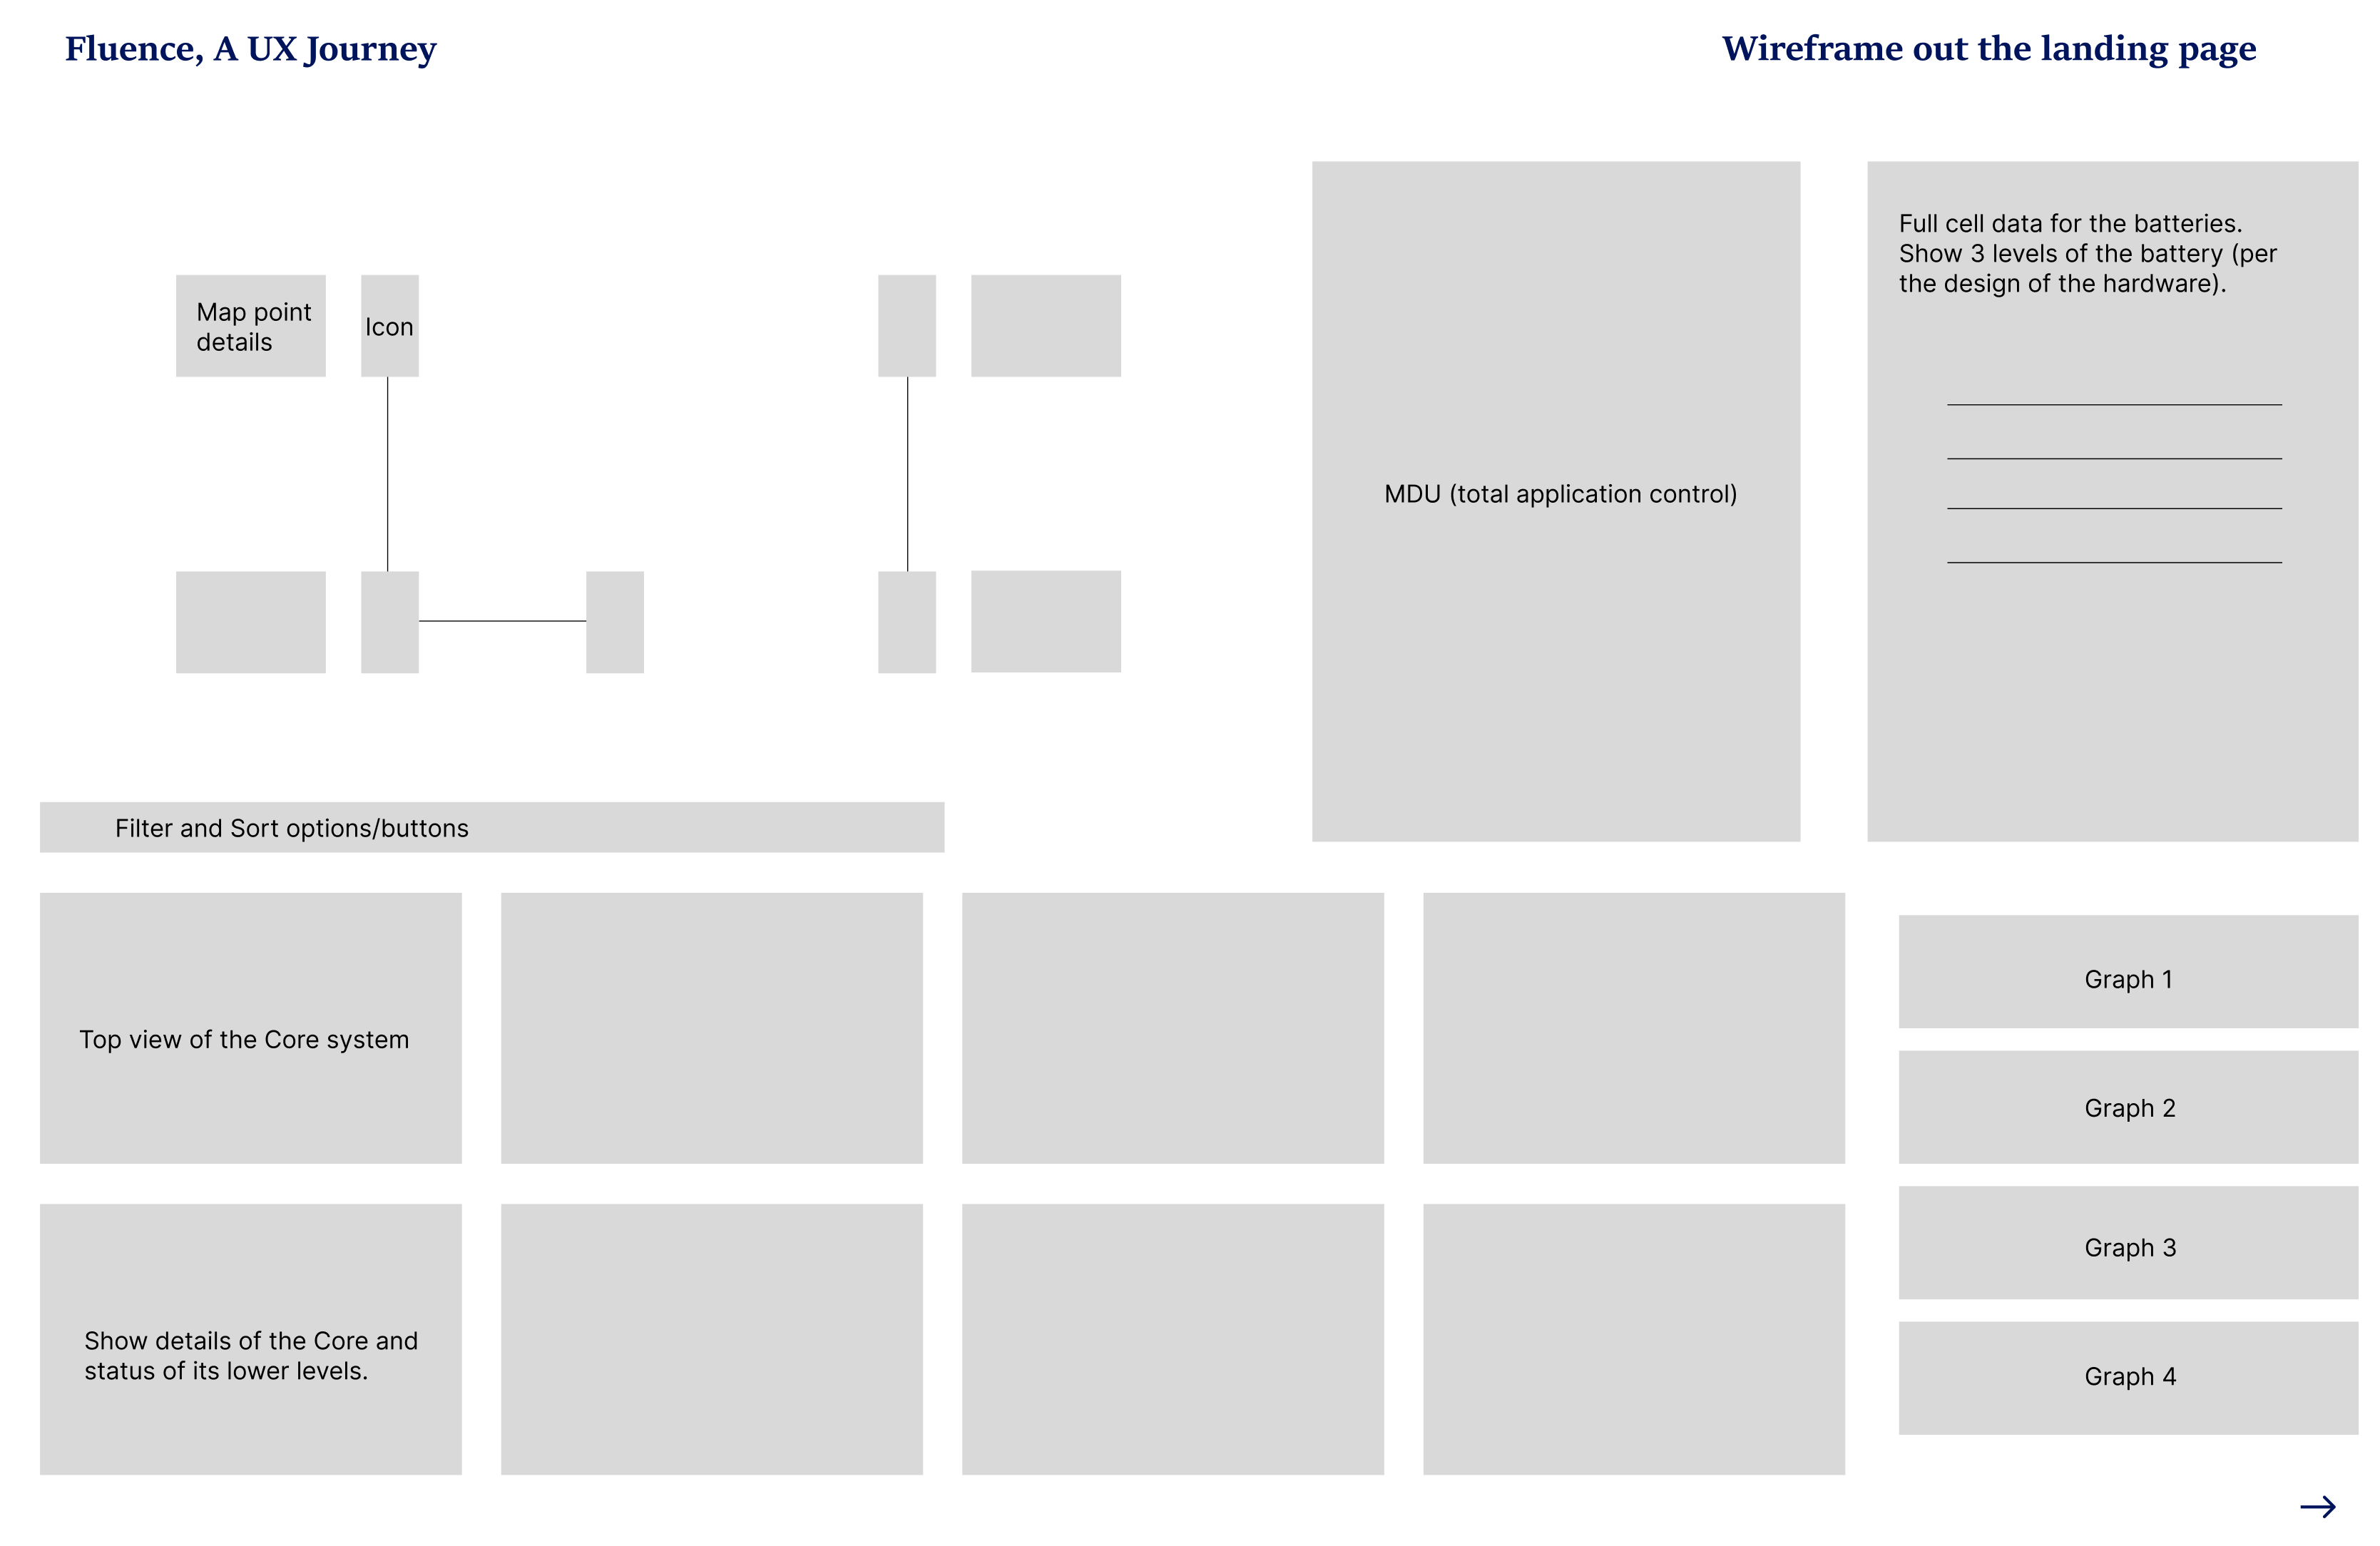 Fluence, A UX Journey
Wireframe out the landing page
Map point
details
Icon
MDU (total application control)
Full cell data for the batteries.
Show 3 levels of the battery (per
the design of the hardware).
Filter and Sort options/buttons
Top view of the Core system
Show details of the Core and
status of its lower levels.
Graph 1
Graph 2
Graph 3
Graph 4